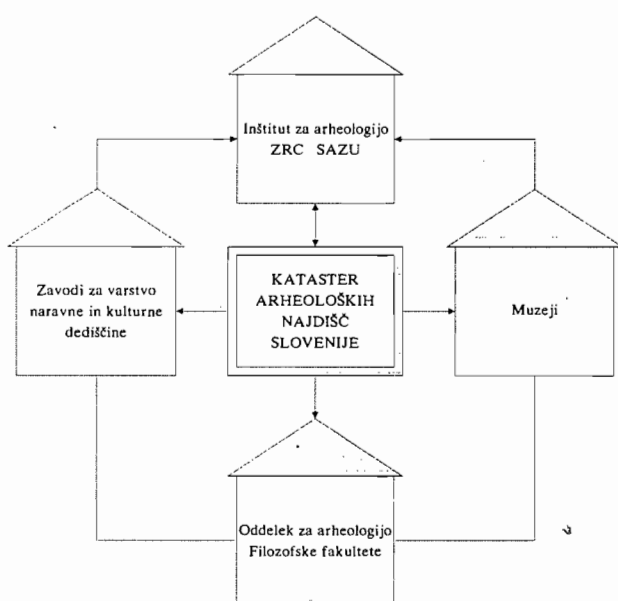 Inštitut za arheologijo
ZRC SAZU
Zavodi za varstvo
naravne in kulturne
dediščine
KATASTER
ARHEOLOŠKIH
NAJDIŠČ
SLOVENIJE
Muzeji
Oddelek za arheologijo
Filozofske fakultete